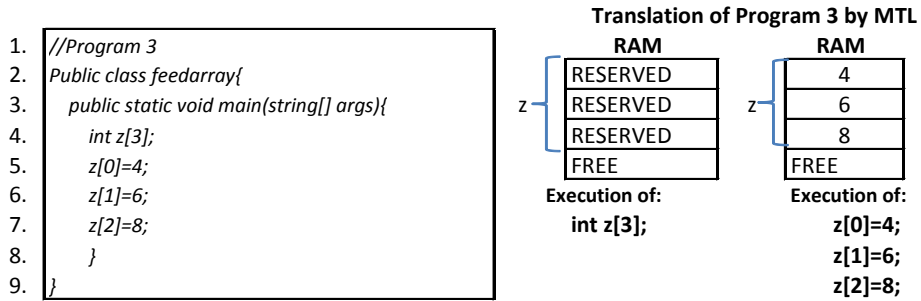 Translation of Program 3 by MTL
1. //Program 3
2. Public class feedarray{
3. public static void main(string[] args){
4. int z[3];
5. z[0]=4;
6. z[1]=6;
7. z[2]=8;
8. }
9. }
RAM
z
RESERVED
RESERVED
RESERVED
FREE
Execution of:
int z[3];
RAM
z
4
6
8
FREE
Execution of:
z[0]=4;
z[1]=6;
z[2]=8;